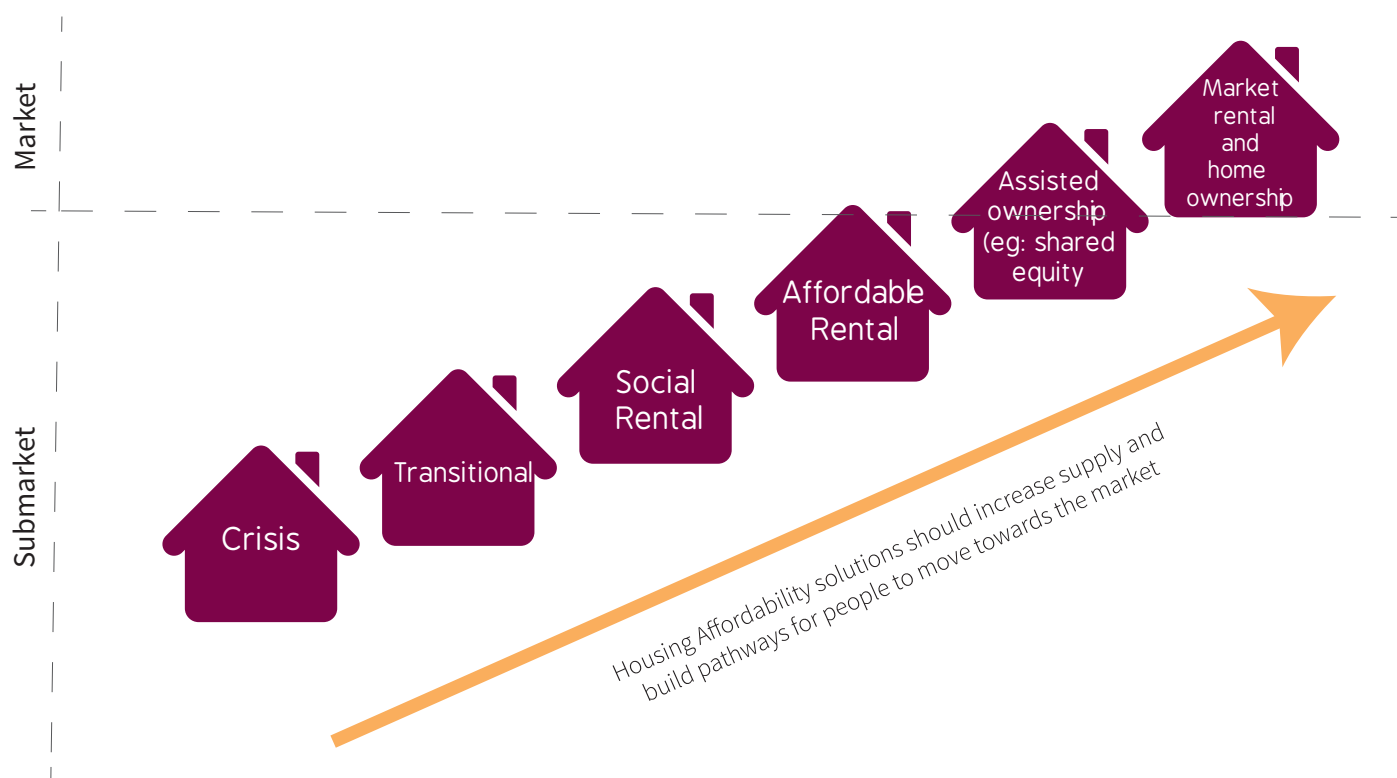 Market
Submarket
Crisis
Transitional
Social
Rental
Affordable
Rental
Assisted
ownership
(eg: shared
equity
Market
rental
and
home
ownership
Housing Affordability solutions should increase supply and
build pathways for people to move towards the market